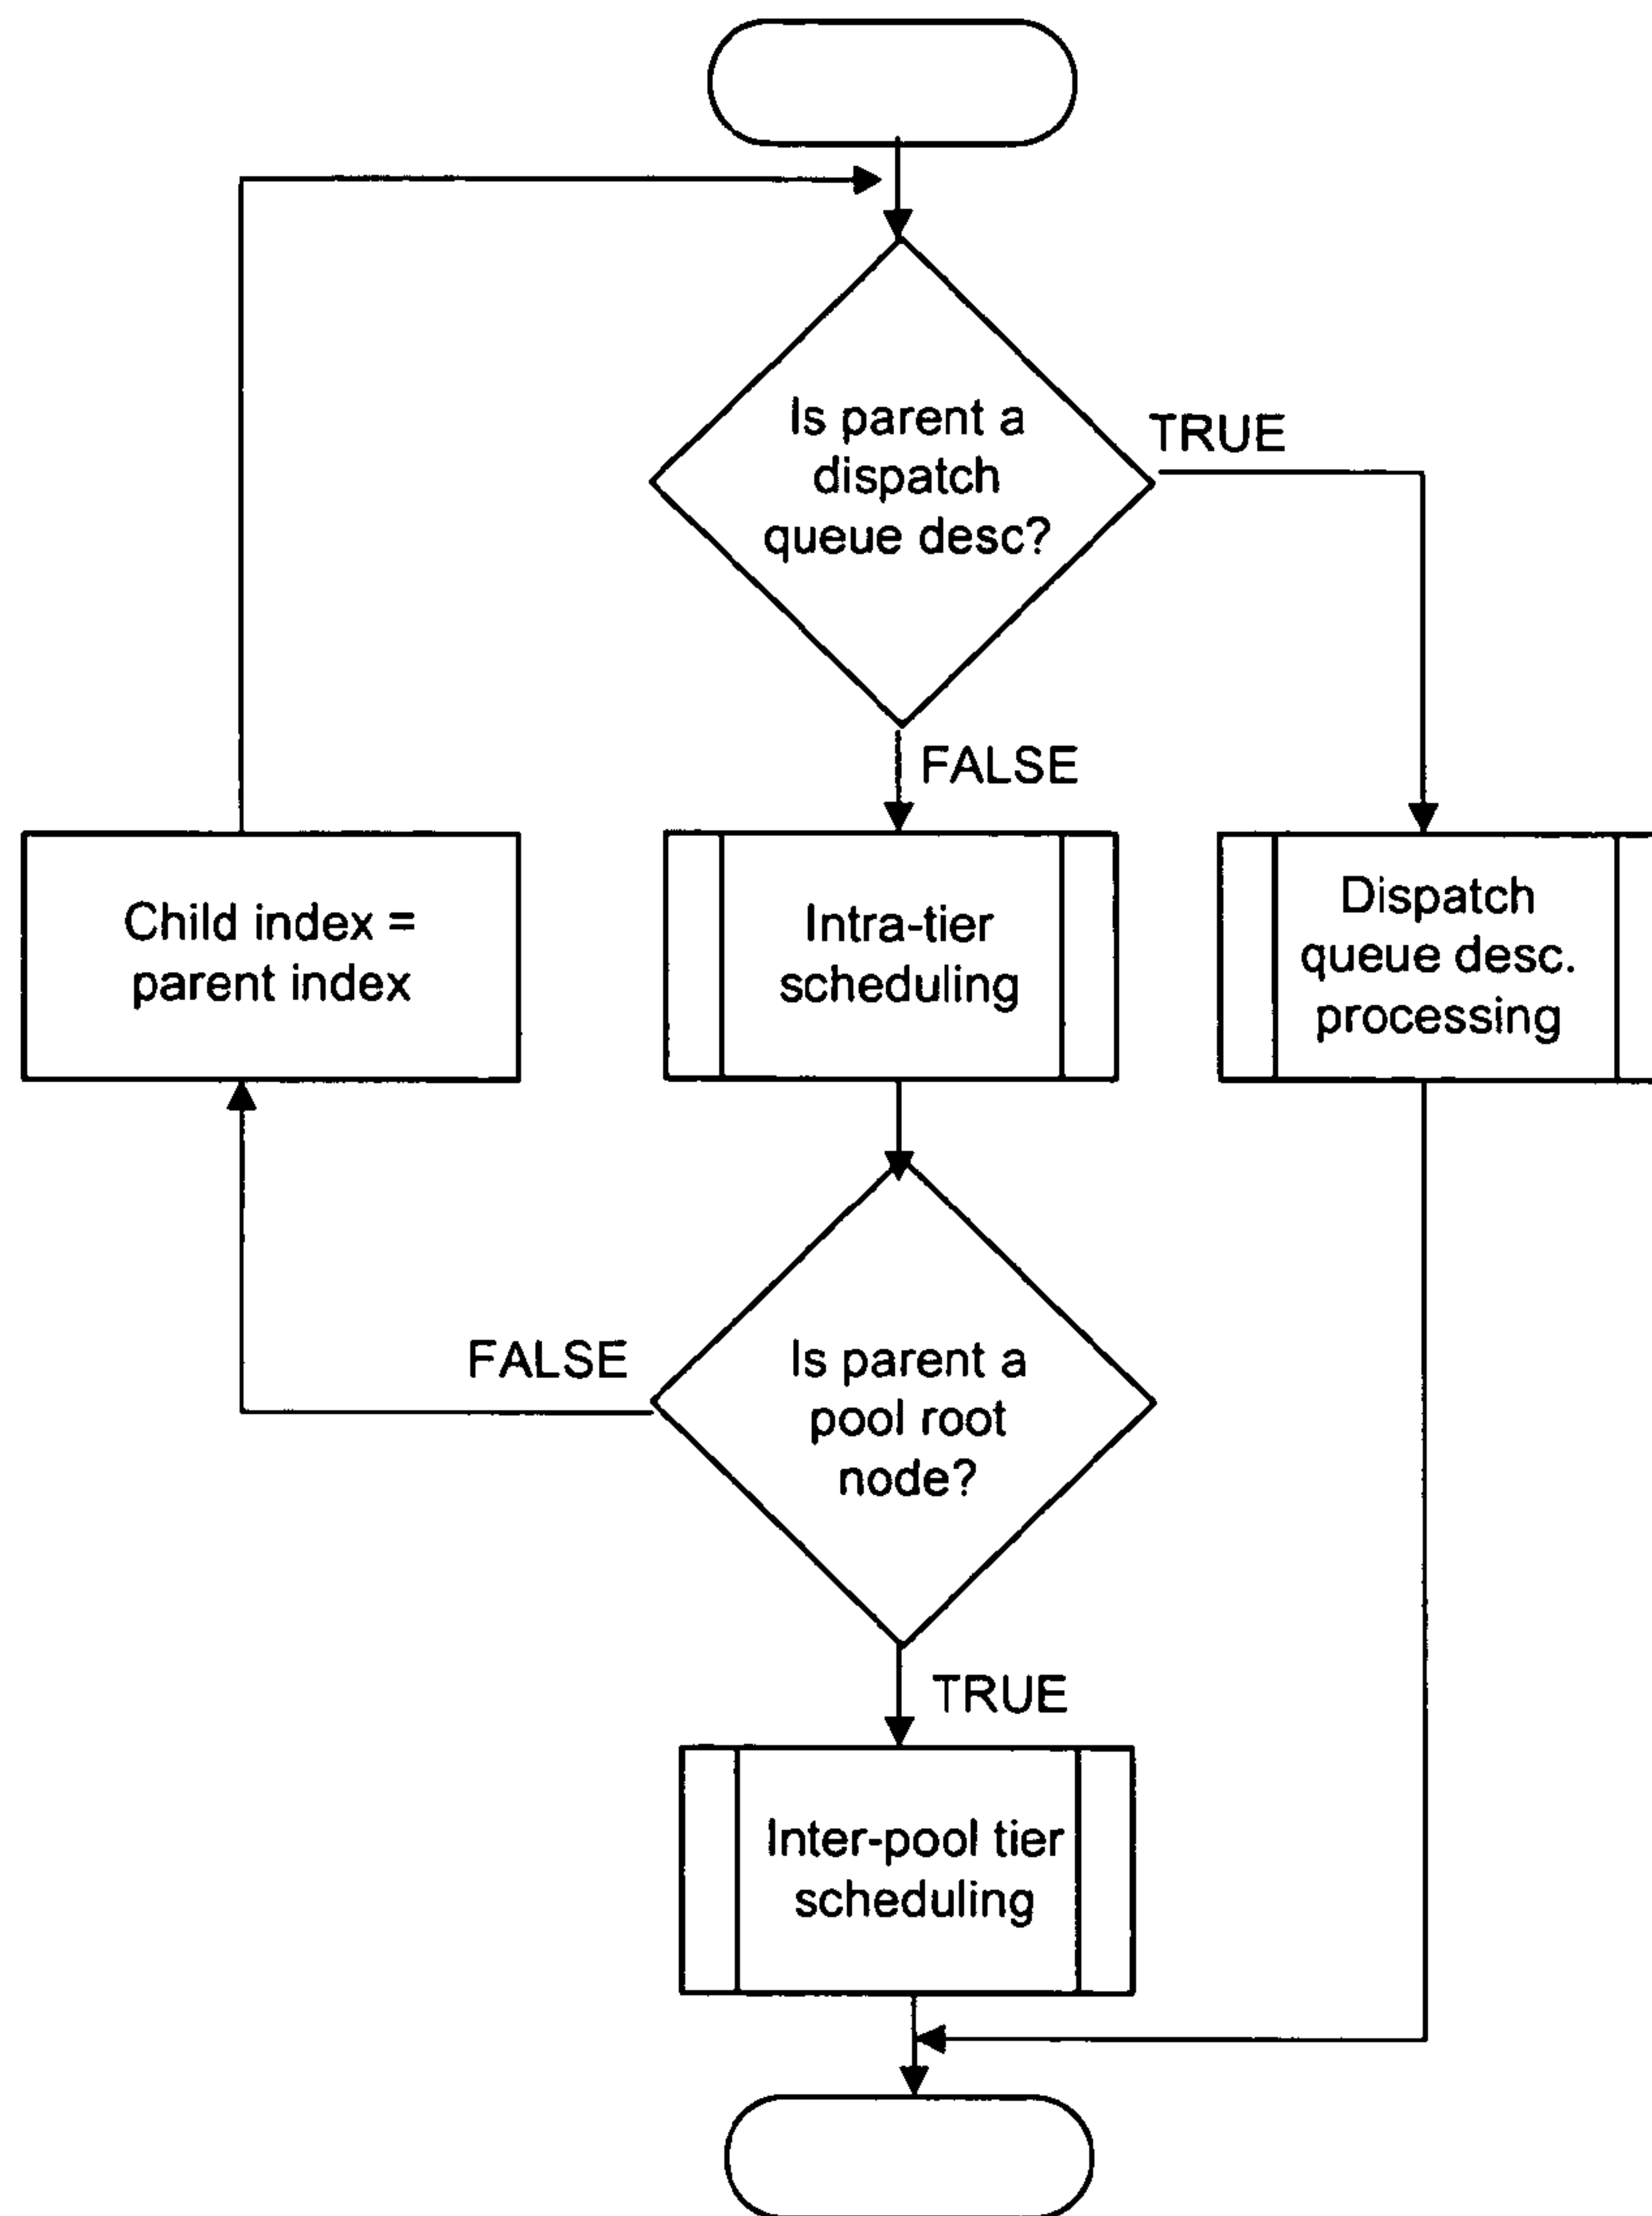 Is parent a
dispatch
queue desc?
TRUE
FALSE
Child index =
parent index
Intra-tier
scheduling
Dispatch
queue desc.
processing
FALSE
Is parent a
pool root
node?
TRUE
Inter-pool tier
scheduling